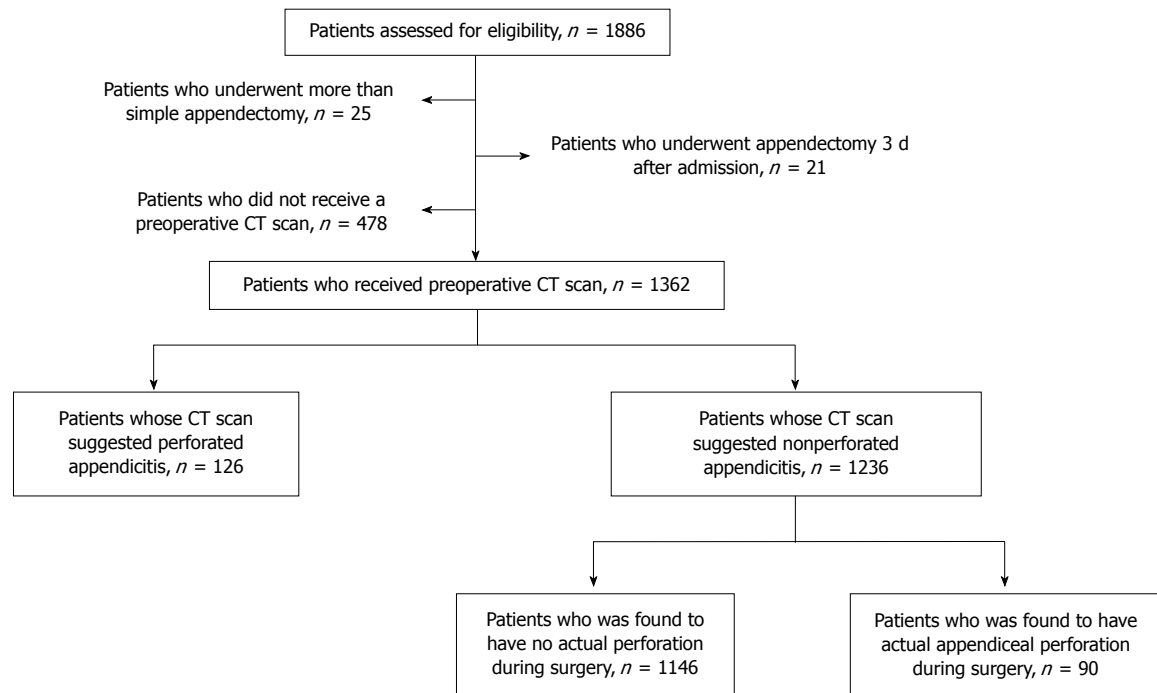 Patients assessed for eligibility, n = 1886
Patients who underwent more than
simple appendectomy, n = 25
Patients who underwent appendectomy 3 d
after admission, n = 21
Patients who did not receive a
preoperative CT scan, n = 478
Patients who received preoperative CT scan, n = 1362
Patients whose CT scan
suggested perforated
appendicitis, n = 126
Patients whose CT scan
suggested nonperforated
appendicitis, n = 1236
Patients who was found to
have no actual perforation
during surgery, n = 1146
Patients who was found to have
actual appendiceal perforation
during surgery, n = 90